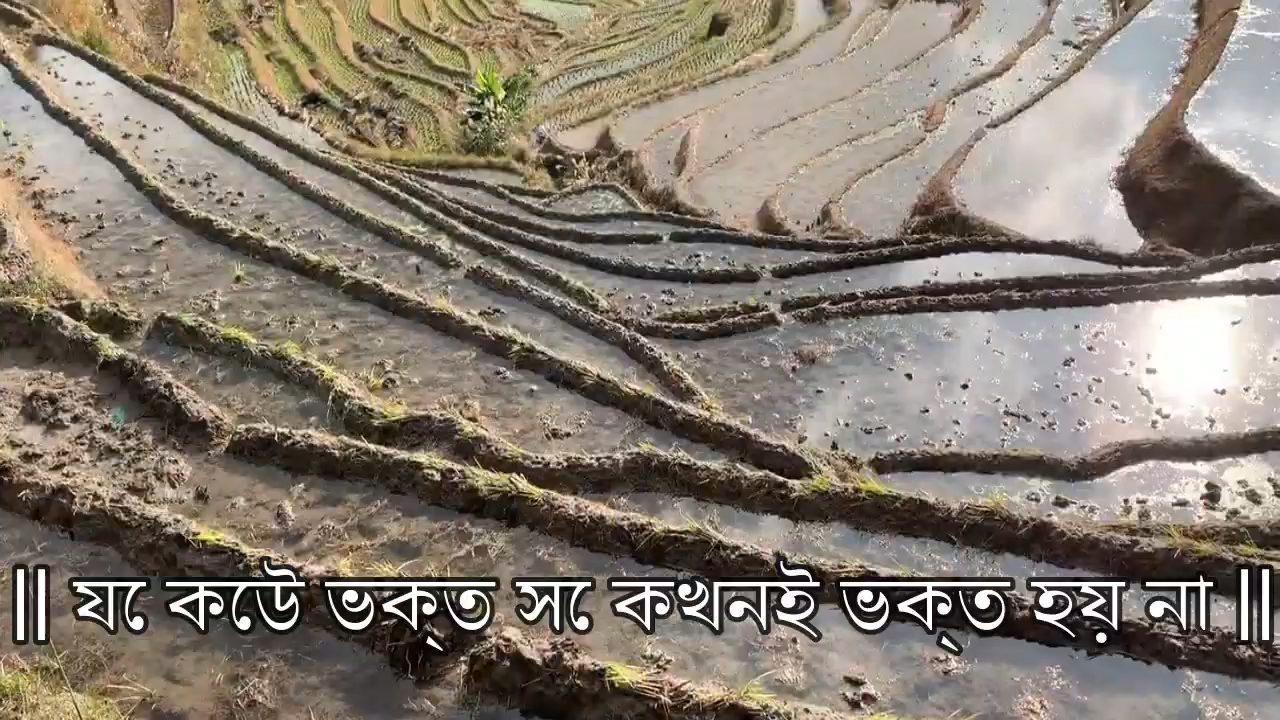 || যে কেউ ভক্ত সে কখনই ভক্ত হয় না ||